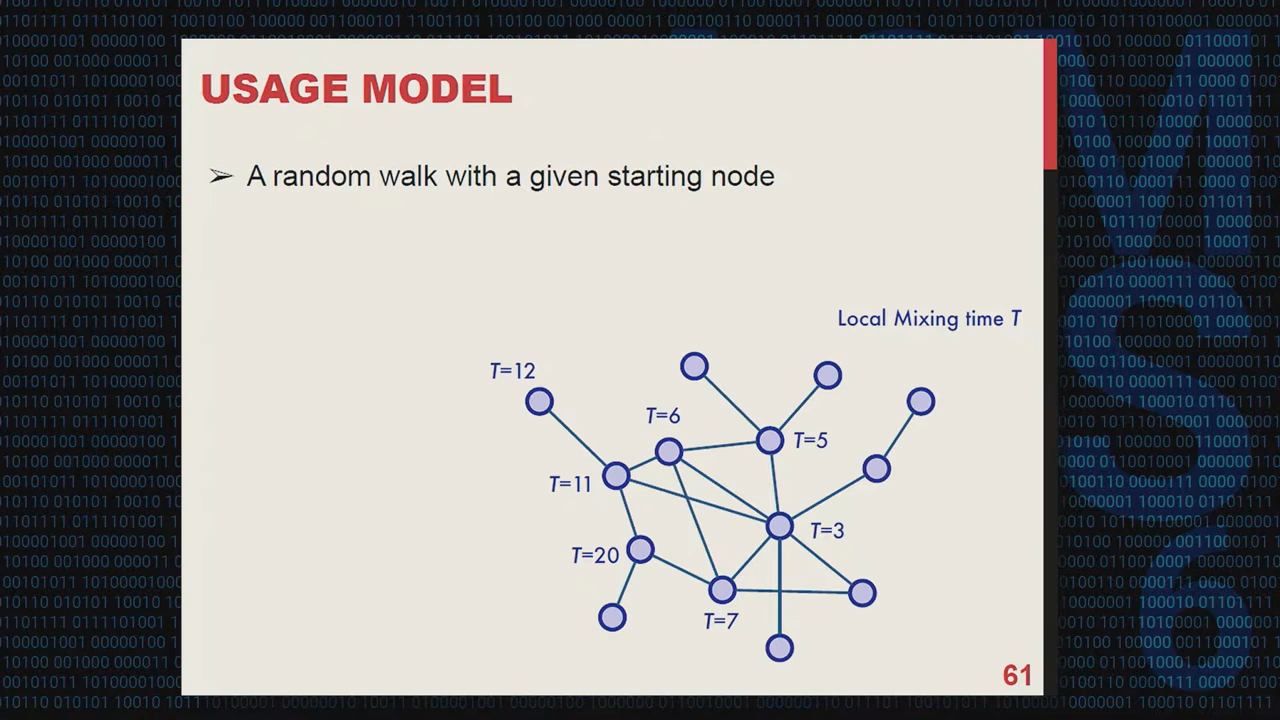 USAGE MODEL
➢ A random walk with a given starting node
Local Mixing time T
T=12
T=6
T=5
T=11
T=3
T=20
T=7
61